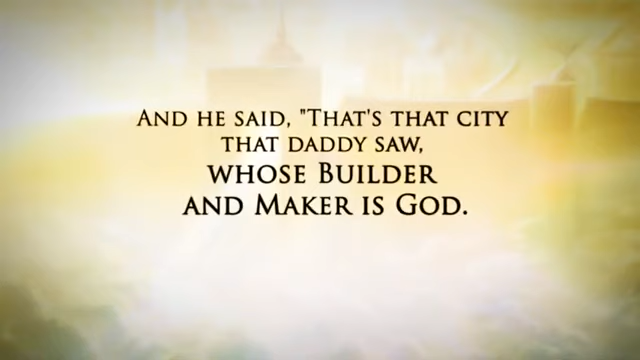 And he said, "That's that city
that daddy saw,
whose Builder
and Maker is God.